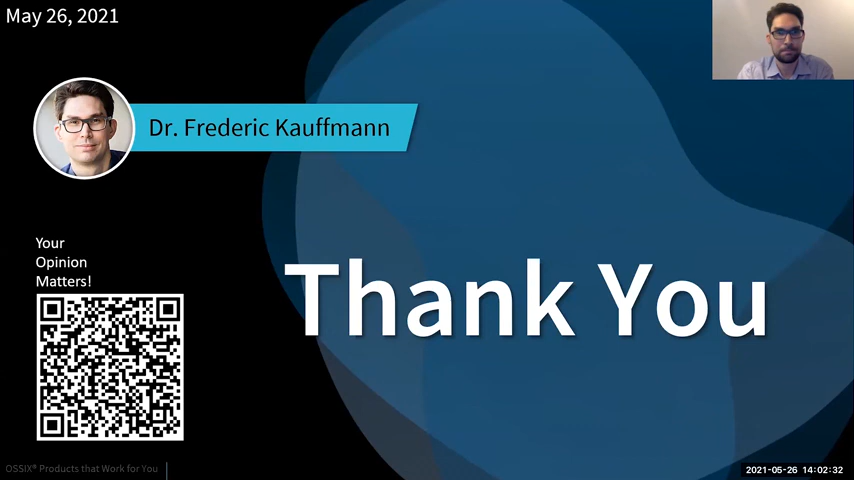 May 26, 2021
Dr. Frederic Kauffmann
Your
Opinion
Matters!
Thank You
OSSIX® Products that Work for You
2021-05-26 14:02:32